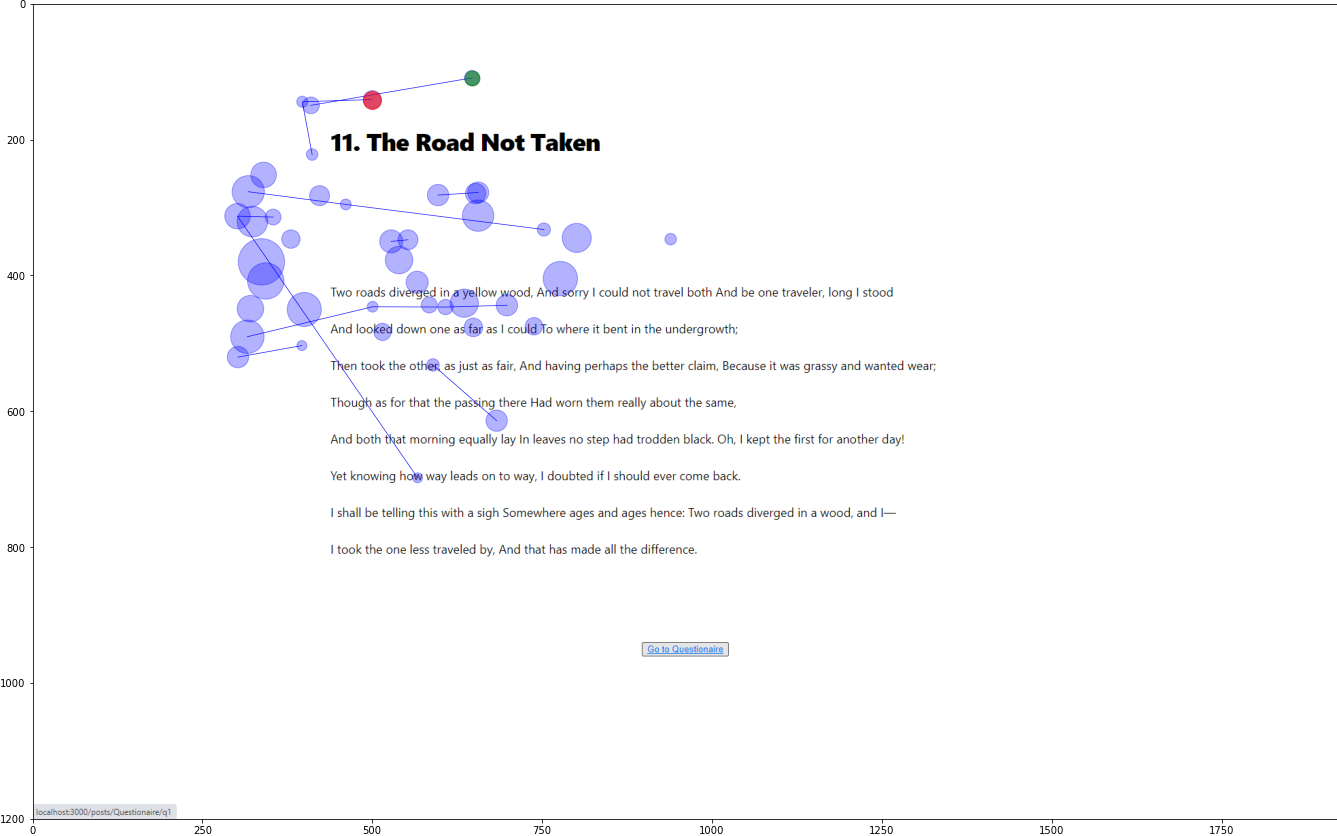 0
200
400
600
800
1000
1200
11. The Road Not Taken
Two roads diverged in a yellow wood, And sorry I could not travel both And be one traveler, long I stood
And looked down one as far as I could To where it bent in the undergrowth;
Then took the other, as just as fair, And having perhaps the better claim, Because it was grassy and wanted wear;
Though as for that the passing there Had worn them really about the same,
And both that morning equally lay In leaves no step had trodden black. Oh, I kept the first for another day!
Yet knowing how way leads on to way, I doubted if I should ever come back.
I shall be telling this with a sigh Somewhere ages and ages hence: Two roads diverged in a wood, and I—
I took the one less traveled by, And that has made all the difference.
Go to Questionaire
localhost:3000/posts/Questionaire/q1
0 250 500 750 1000 1250 1500 1750